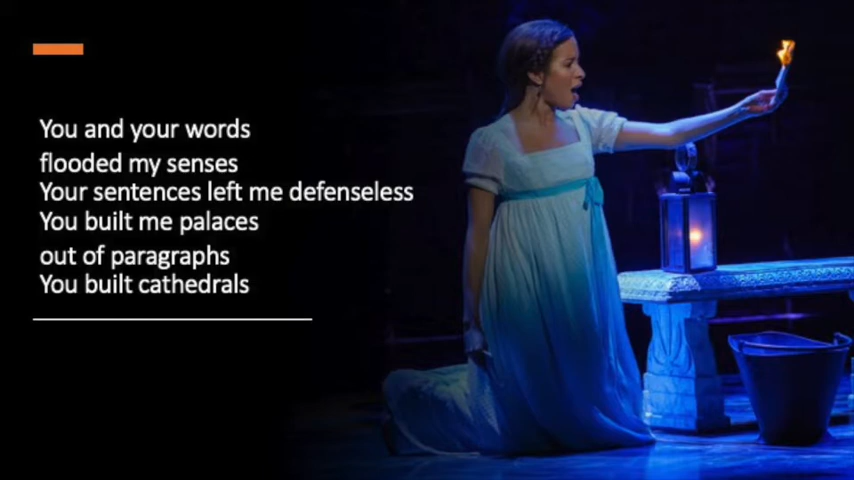 You and your words
flooded my senses
Your sentences left me defenseless
You built me palaces
out of paragraphs
You built cathedrals